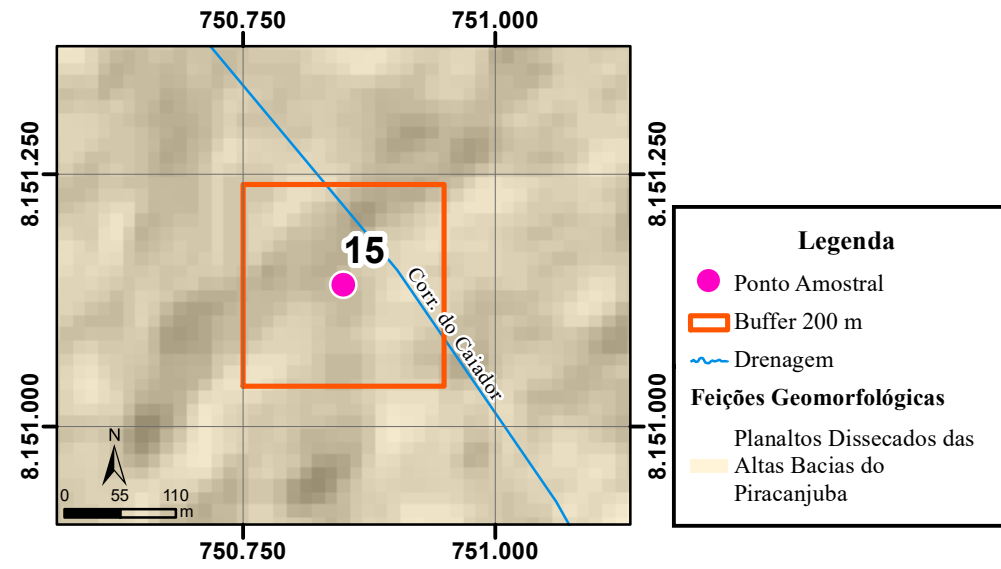 750.750
751.000
8.151.250
8.151.250
15
Corr. do Caiador
8.151.000
8.151.000
N
0 55 110
m
750.750
751.000
Legenda
Ponto Amostral
Buffer 200 m
Drenagem
Feições Geomorfológicas
Planaltos Dissecados das
Altas Bacias do
Piracanjuba